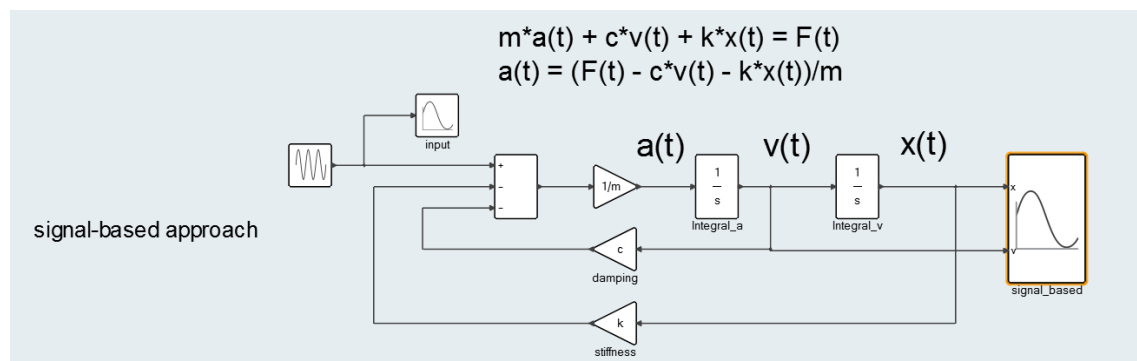 m*a(t) + c*v(t) + k*x(t) = F(t)
a(t) = (F(t) - c*v(t) - k*x(t))/m
input
a(t)
v(t)
x(t)
+
-
-
1/m
1
s
Integral_a
1
s
Integral_v
x
v
signal_based
signal-based approach
c
damping
k
stiffness